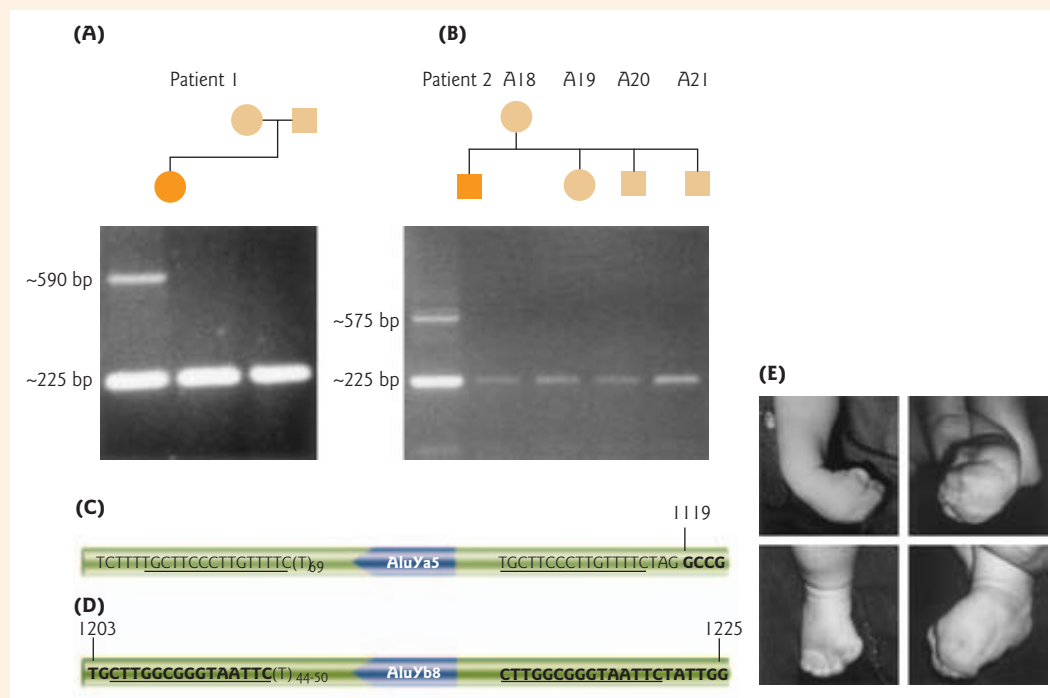 (A)
Patient 1
~590 bp
~225 bp
(B)
Patient 2 A18 A19 A20 A21
~575 bp
~225 bp
(C)
1119
TCTTTTGCTTCCCTTGTTTTC(T)69 AluYa5 TGCTTCCCTTGTTTTCTAG GCCG
(D)
1203 1225
TGCTTGGCGGGTAATTC(T)44-50 AluYb8 CTTGGCGGGTAATTCTATTGG
(E)